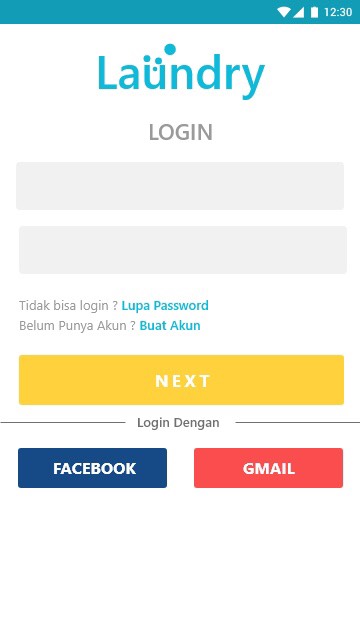 12:30
Laundry
LOGIN
Tidak bisa login ? Lupa Password
Belum Punya Akun ? Buat Akun
NEXT
Login Dengan
FACEBOOK
GMAIL